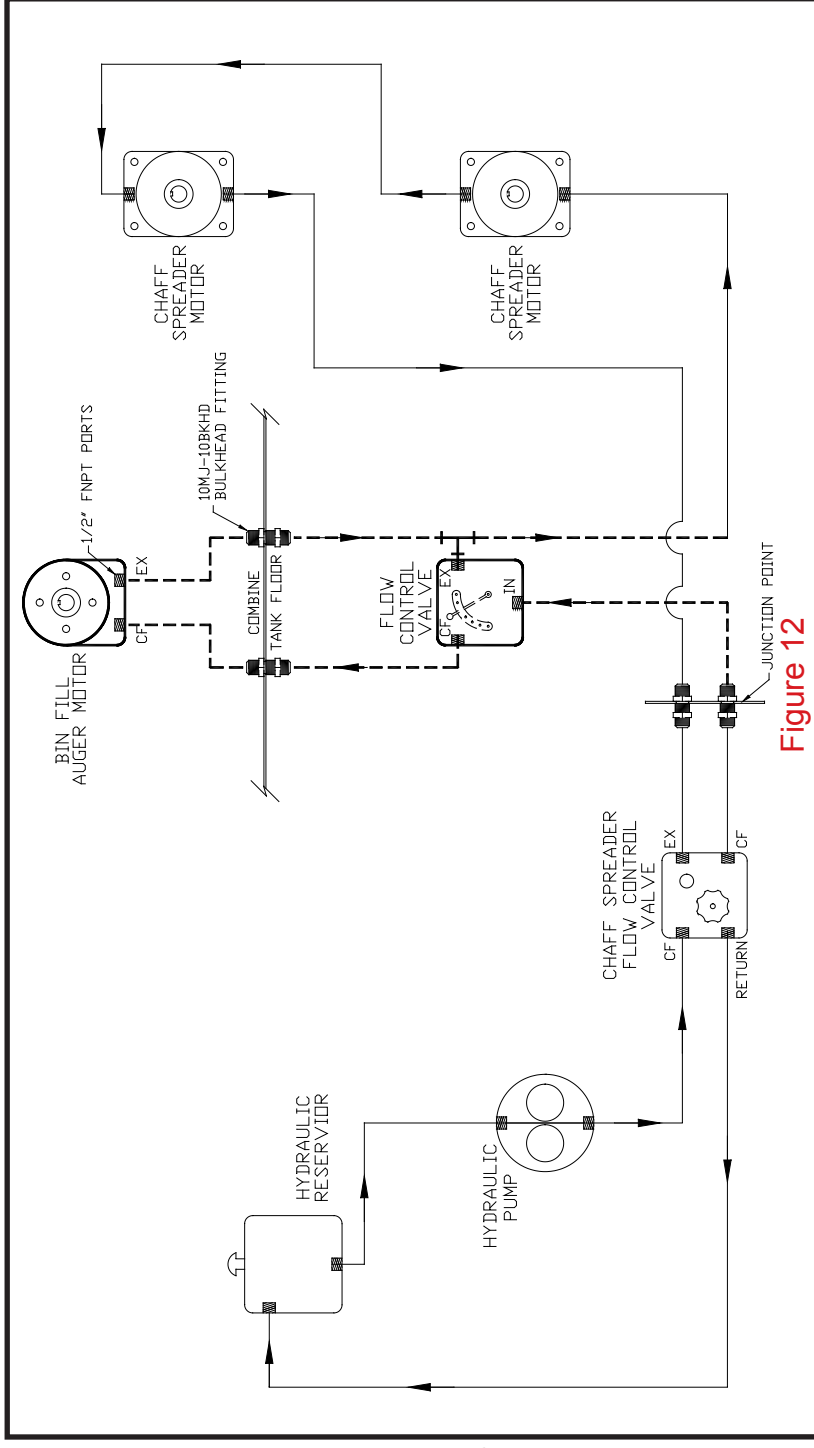 BIN FILL
AUGER MOTOR
1/2" FNPT PORTS
CF
EX
10MJ-10BKHD
BULKHEAD FITTING
COMBINE
TANK FLOOR
FLOW
CONTROL
VALVE
CF
EX
IN
CHAFF
SPREADER
MOTOR
CHAFF
SPREADER
MOTOR
HYDRAULIC
RESERVIOR
HYDRAULIC
PUMP
CHAFF SPREADER
FLOW CONTROL
VALVE
CF
EX
RETURN
CF
JUNCTION POINT
Figure 12